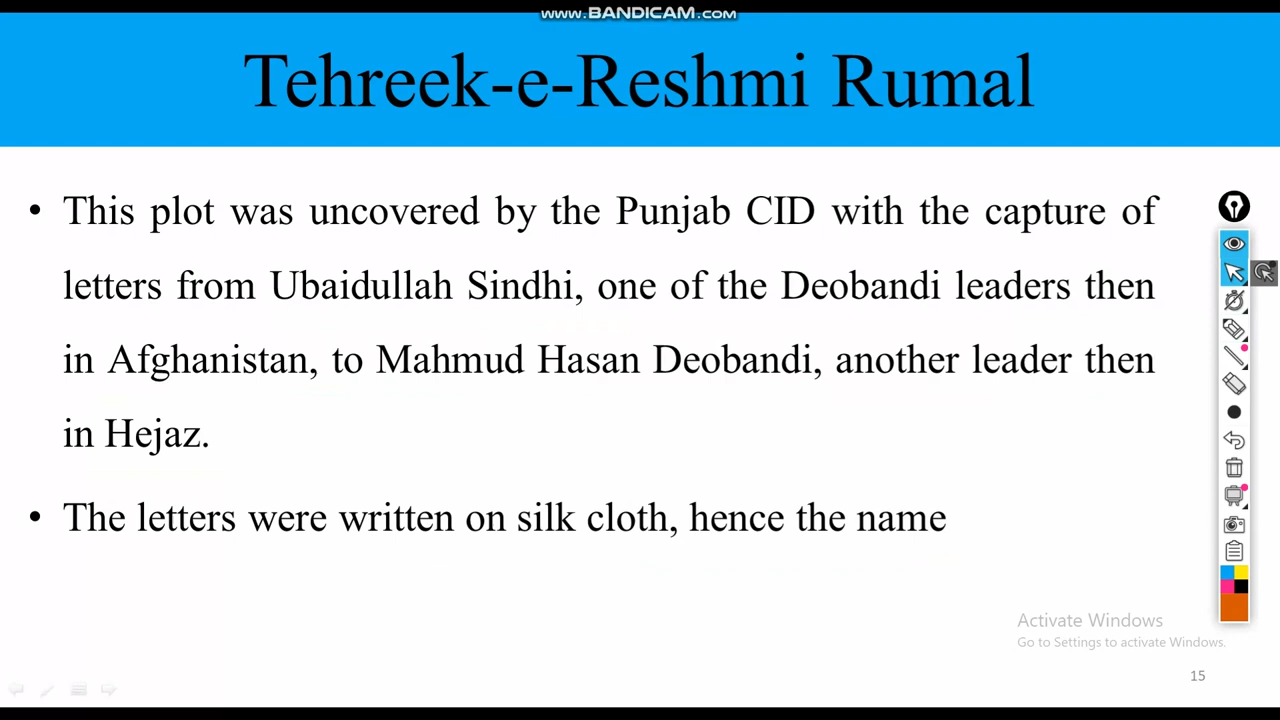 www.BANDICAM.com
Tehreek-e-Reshmi Rumal
• This plot was uncovered by the Punjab CID with the capture of
letters from Ubaidullah Sindhi, one of the Deobandi leaders then
in Afghanistan, to Mahmud Hasan Deobandi, another leader then
in Hejaz.
• The letters were written on silk cloth, hence the name
Activate Windows
Go to Settings to activate Windows.
15